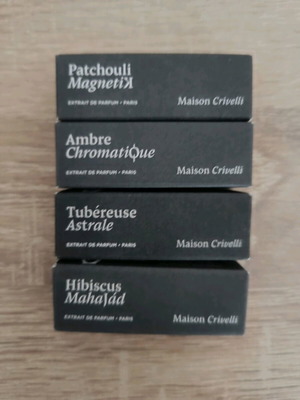 Patchouli
MagnetiK
EXTRAIT DE PARFUM • PARIS
Maison Crivelli
Ambre
ChromatiQue
EXTRAIT DE PARFUM • PARIS
Maison Crivelli
Tubéreuse
Astrale
EXTRAIT DE PARFUM • PARIS
Maison Crivelli
Hibiscus
MahaJád
EXTRAIT DE PARFUM • PARIS
Maison Crivelli